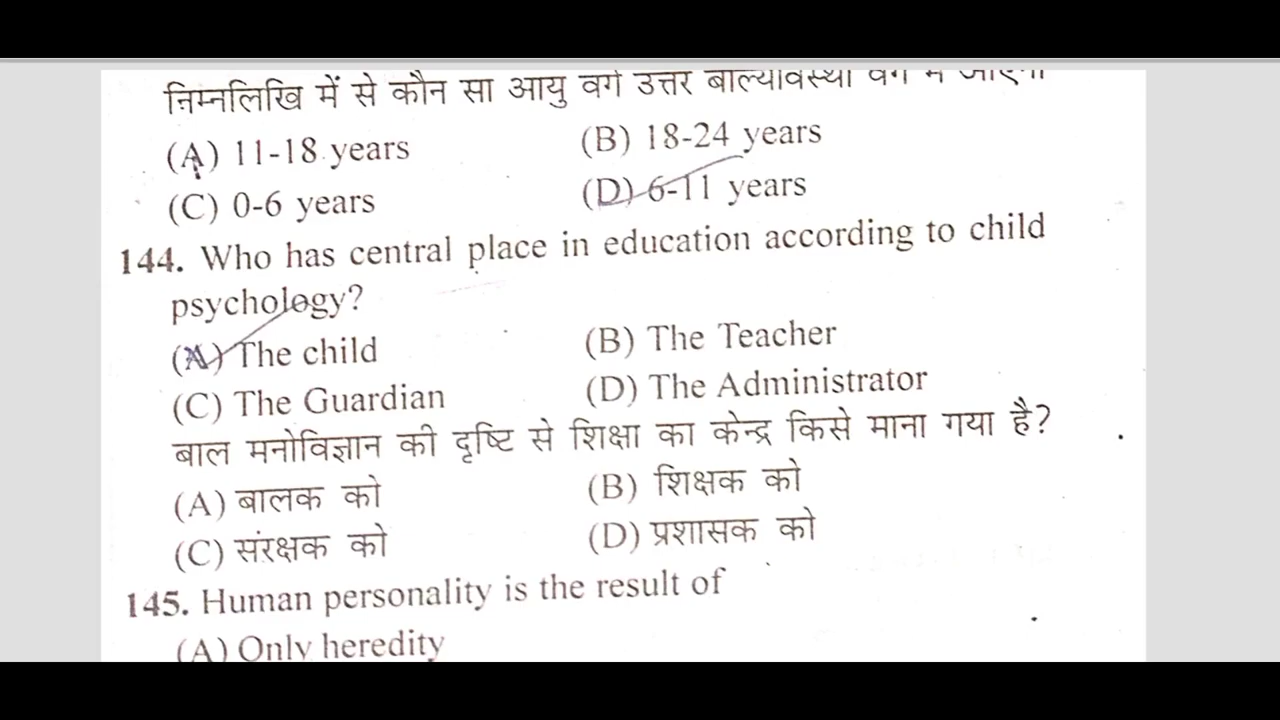 निम्नलिखि में से कौन सा आयु वर्ग उत्तर बाल्यावस्था वर्ग में जाएगा
(A) 11-18 years (B) 18-24 years
(C) 0-6 years (D) 6-11 years
144. Who has central place in education according to child
psychology?
(A) The child (B) The Teacher
(C) The Guardian (D) The Administrator
बाल मनोविज्ञान की दृष्टि से शिक्षा का केन्द्र किसे माना गया है?
(A) बालक को (B) शिक्षक को
(C) संरक्षक को (D) प्रशासक को
145. Human personality is the result of
(A) Only heredity